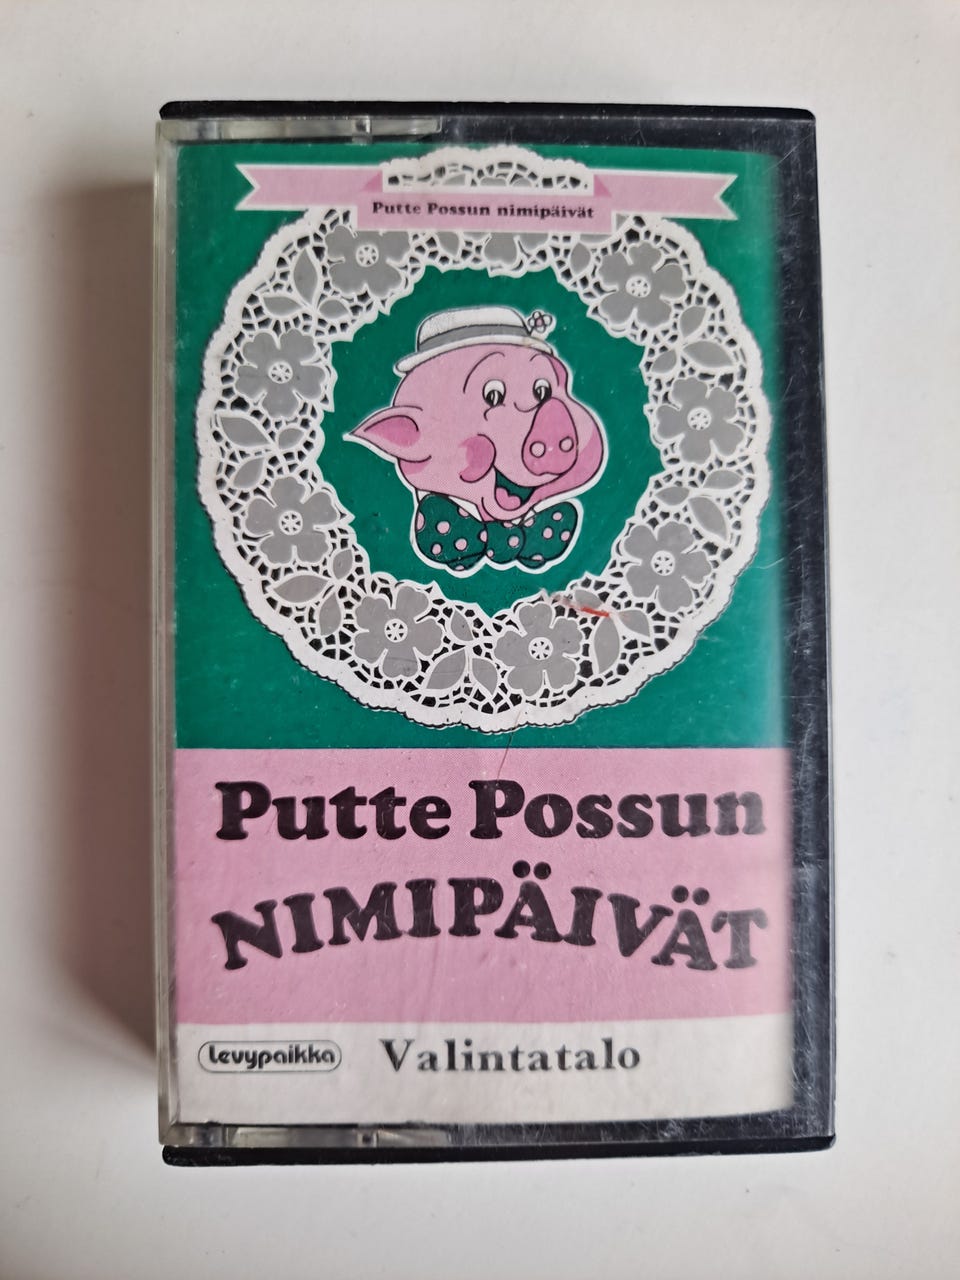 Putte Possun nimipäivät
Putte Possun
NIMIPÄIVÄT
Levypaikka Valintatalo